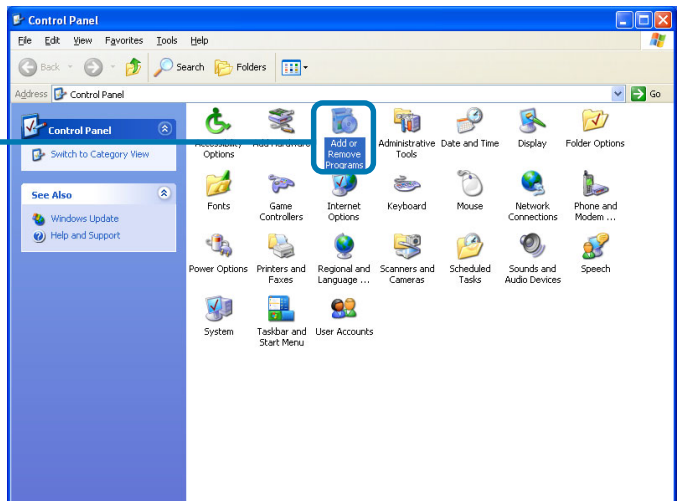 Control Panel
File Edit View Favorites Tools Help
Back Search Folders
Address Control Panel Go
Control Panel
Switch to Category View
See Also
Windows Update
Help and Support
Accessibility Options
Add Hardware
Add or Remove Programs
Administrative Tools
Date and Time
Display
Folder Options
Fonts
Game Controllers
Internet Options
Keyboard
Mouse
Network Connections
Phone and Modem ...
Power Options
Printers and Faxes
Regional and Language ...
Scanners and Cameras
Scheduled Tasks
Sounds and Audio Devices
Speech
System
Taskbar and Start Menu
User Accounts